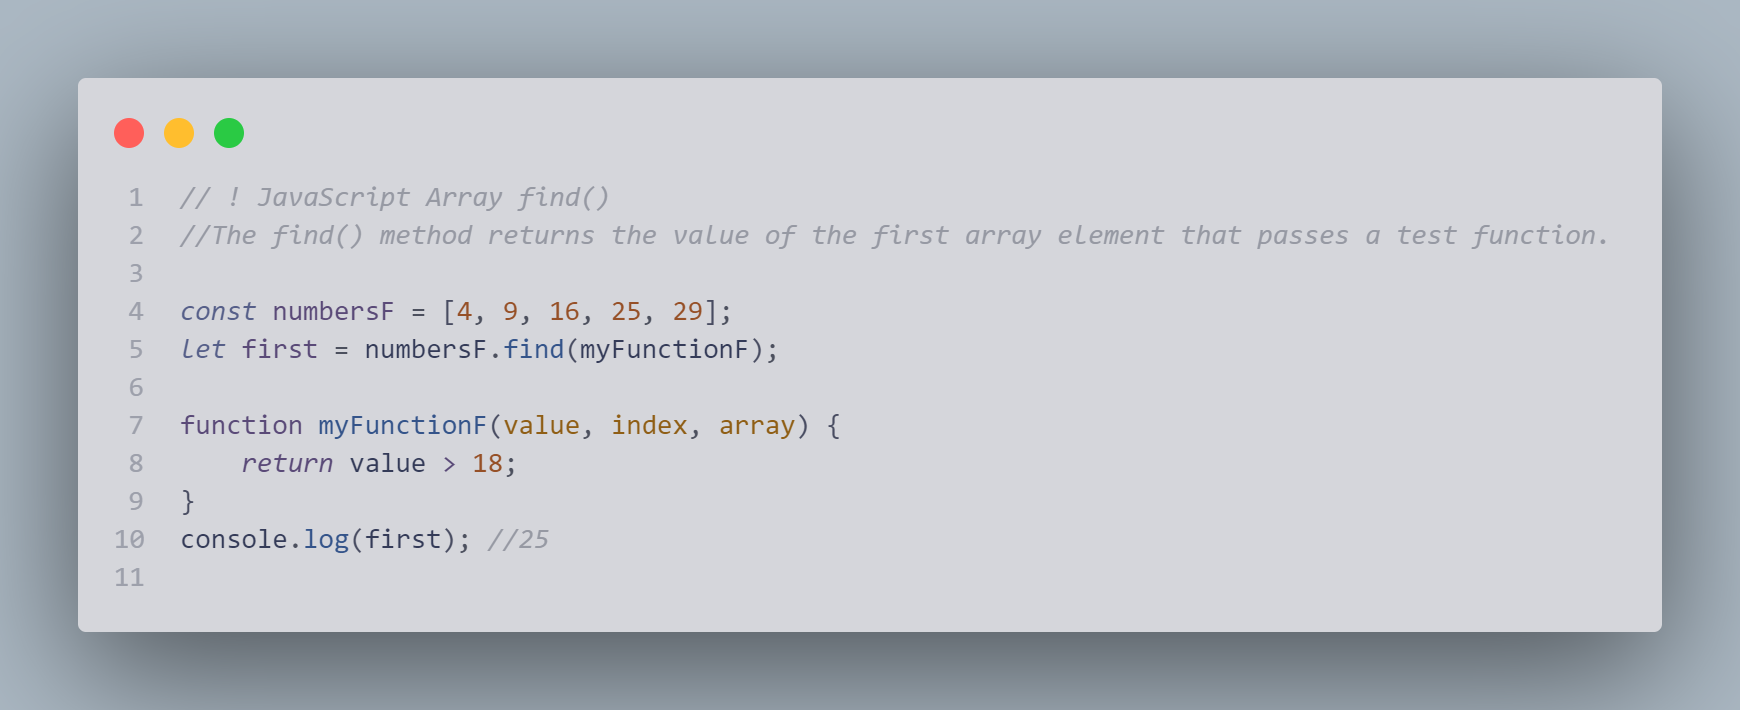 1 // ! JavaScript Array find()
2 //The find() method returns the value of the first array element that passes a test function.
3
4 const numbersF = [4, 9, 16, 25, 29];
5 let first = numbersF.find(myFunctionF);
6
7 function myFunctionF(value, index, array) {
8     return value > 18;
9 }
10 console.log(first); //25
11